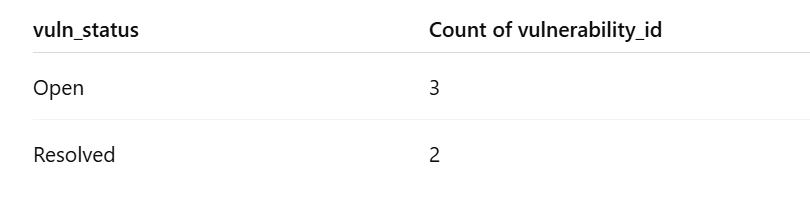 vuln_status Count of vulnerability_id
Open 3
Resolved 2